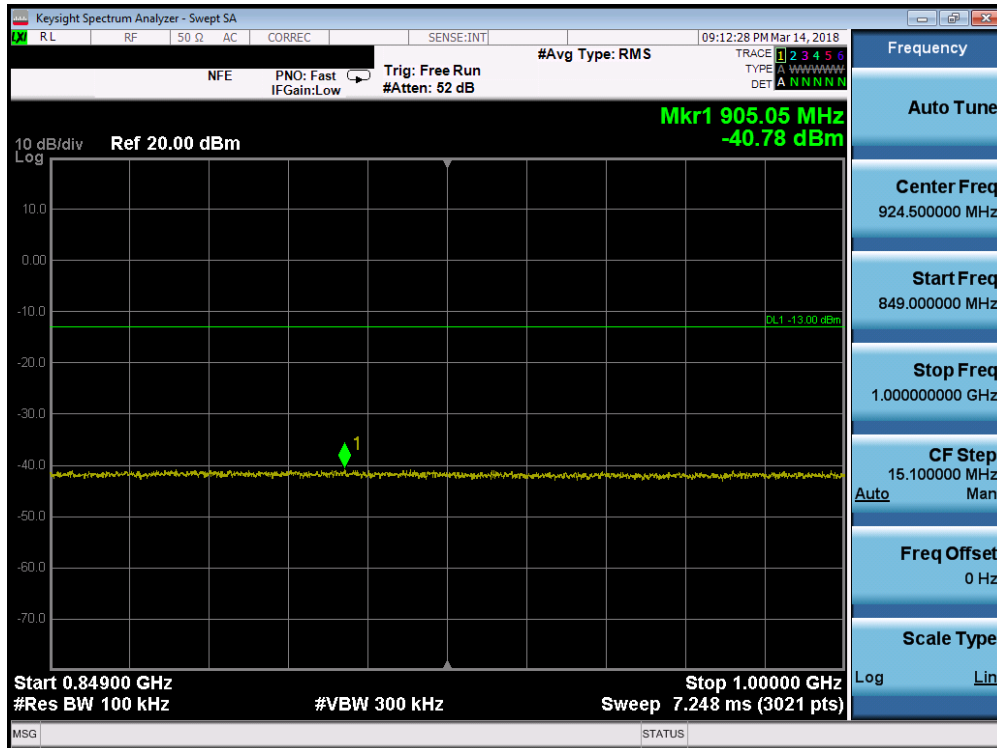 Keysight Spectrum Analyzer - Swept SA
LXI RL RF 50 Ω AC CORREC SENSE:INT 09:12:28 PM Mar 14, 2018
NFE PNO: Fast Trig: Free Run #Avg Type: RMS TRACE 1 2 3 4 5 6
IFGain:Low #Atten: 52 dB TYPE A WWWWW
DET A N N N N N
Mkr1 905.05 MHz
-40.78 dBm
10 dB/div Ref 20.00 dBm
Log
10.0
0.00
-10.0
DL1 -13.00 dBm
-20.0
-30.0
1
-40.0
-50.0
-60.0
-70.0
Start 0.84900 GHz Stop 1.00000 GHz
#Res BW 100 kHz #VBW 300 kHz Sweep 7.248 ms (3021 pts)
MSG STATUS
Frequency
Auto Tune
Center Freq
924.500000 MHz
Start Freq
849.000000 MHz
Stop Freq
1.000000000 GHz
CF Step
15.100000 MHz
Auto Man
Freq Offset
0 Hz
Scale Type
Log Lin